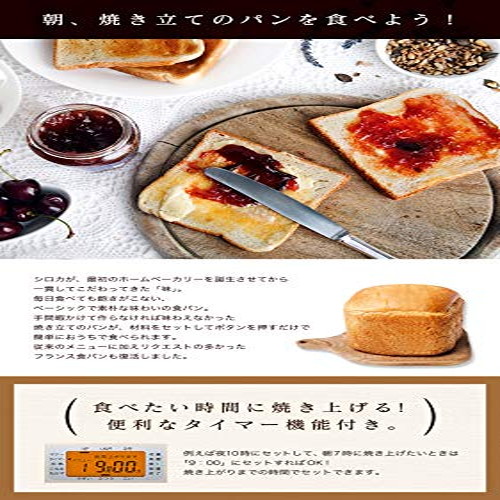 朝、焼き立てのパンを食べよう！
シロカが、最初のホームベーカリーを誕生させてから
一貫してこだわってきた「味」。
毎日食べても飽きがこない、
ベーシックで素朴な味わいの食パン。
手間暇かけて作らなければ味わえなかった
焼き立てのパンが、材料をセットしてボタンを押すだけで
簡単におうちで食べられます。
従来のメニューに加えリクエストの多かった
フランス食パンも復活しました。
食べたい時間に焼き上げる!
便利なタイマー機能付き。
例えば夜10時にセットして、朝7時に焼き上げたいときは
「9：00」にセットすればOK!
焼き上がりまでの時間でセットできます。
1 9:00